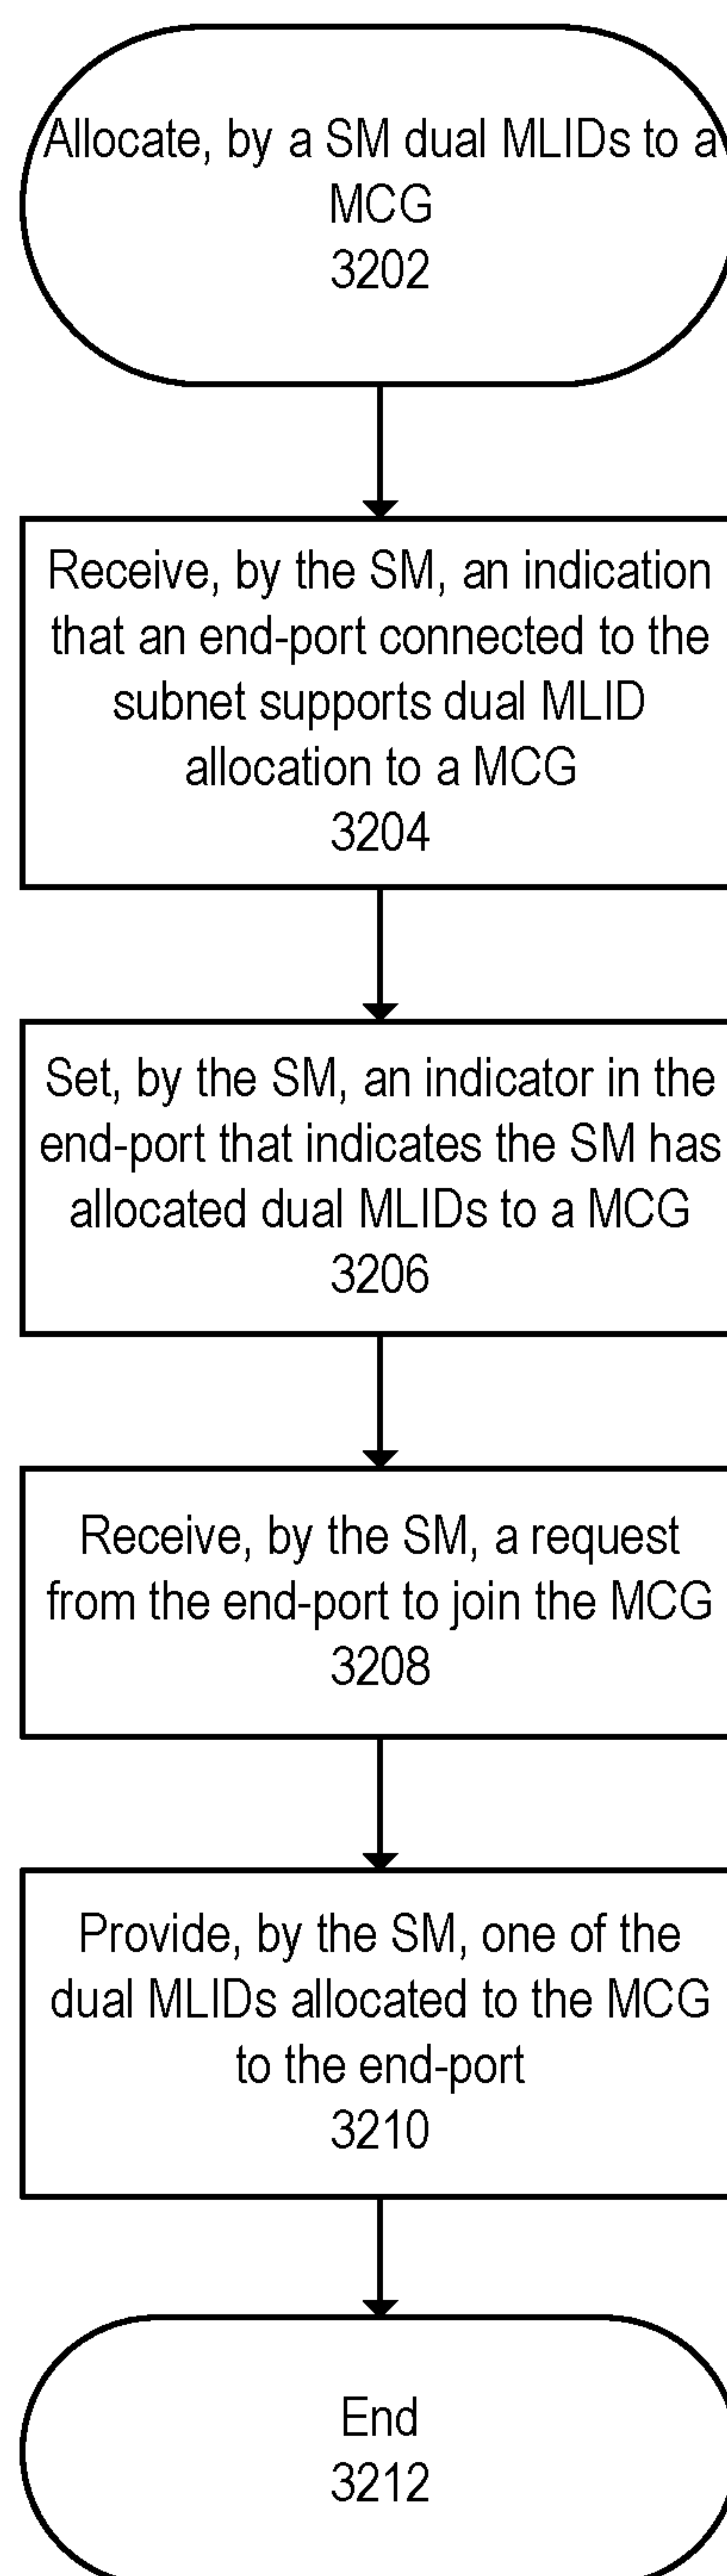 Allocate, by a SM dual MLIDs to a
MCG
3202
Receive, by the SM, an indication
that an end-port connected to the
subnet supports dual MLID
allocation to a MCG
3204
Set, by the SM, an indicator in the
end-port that indicates the SM has
allocated dual MLIDs to a MCG
3206
Receive, by the SM, a request
from the end-port to join the MCG
3208
Provide, by the SM, one of the
dual MLIDs allocated to the MCG
to the end-port
3210
End
3212